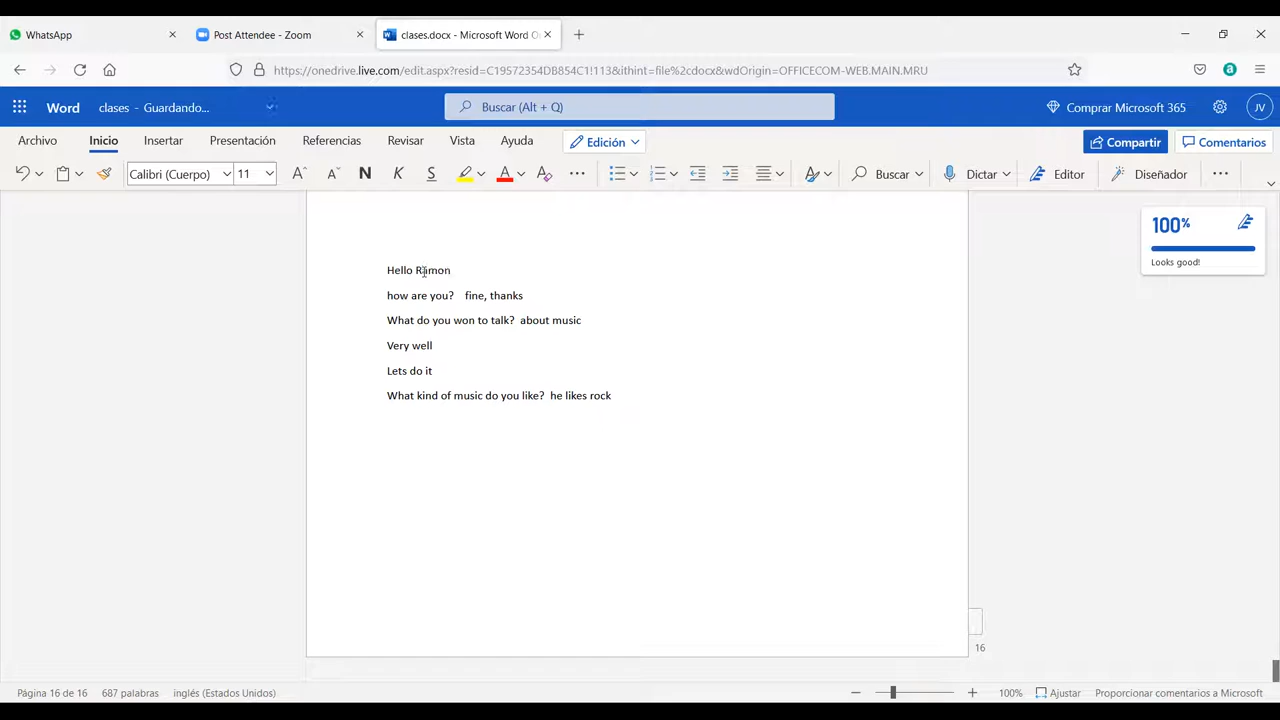 WhatsApp
Post Attendee - Zoom
clases.docx - Microsoft Word O
https://onedrive.live.com/edit.aspx?resid=C19572354D3854C1!113&ithint=file%2cdocx&wdOrigin=OFFICECOM-WEB.MAIN.MRU
Word clases - Guardando... Buscar (Alt + Q) Comprar Microsoft 365 JV
Archivo Inicio Insertar Presentación Referencias Revisar Vista Ayuda Edición Compartir Comentarios
Calibri (Cuerpo) 11 N K S A Buscar Dictar Editor Diseñador
100%
Looks good!
Hello Ramon
how are you? fine, thanks
What do you won to talk? about music
Very well
Lets do it
What kind of music do you like? he likes rock
16
Página 16 de 16 687 palabras inglés (Estados Unidos) 100% Ajustar Proporcionar comentarios a Microsoft